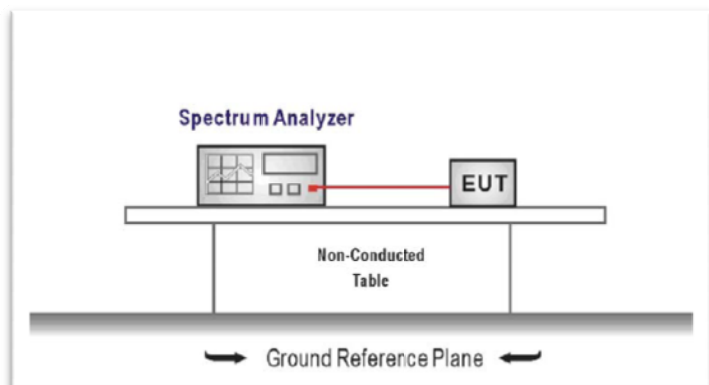 Spectrum Analyzer
EUT
Non-Conducted
Table
Ground Reference Plane